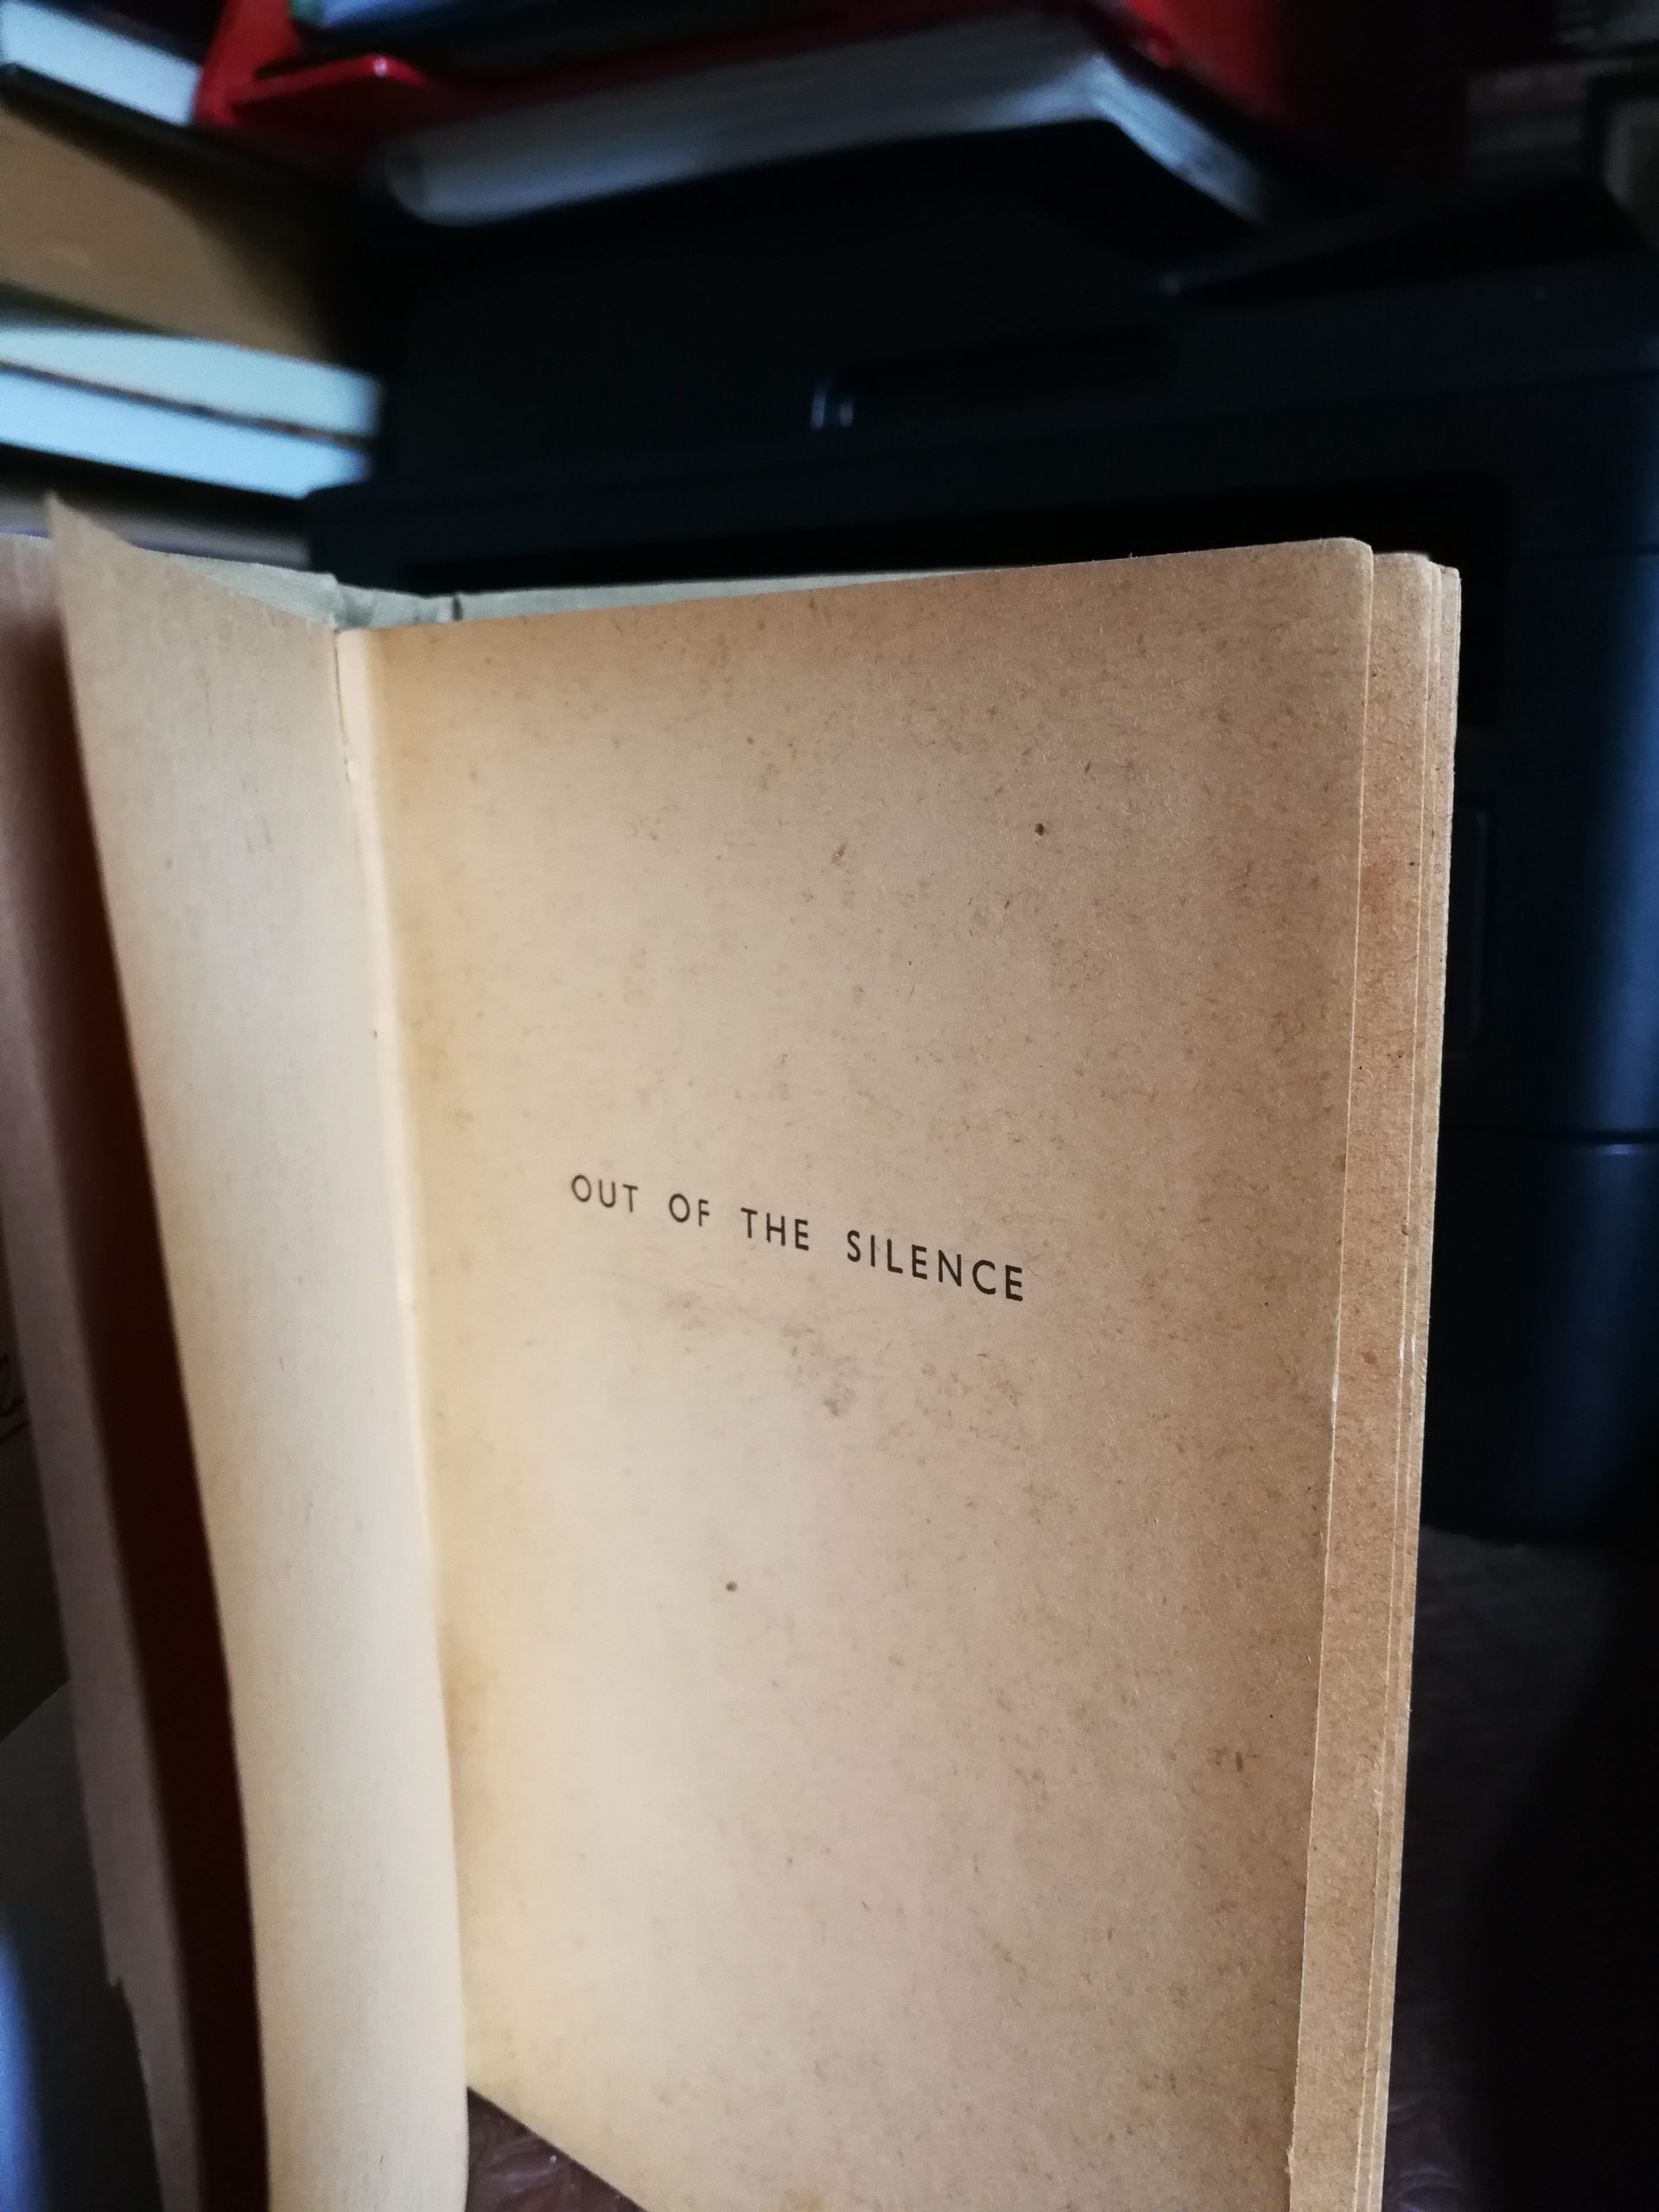 OUT OF THE SILENCE